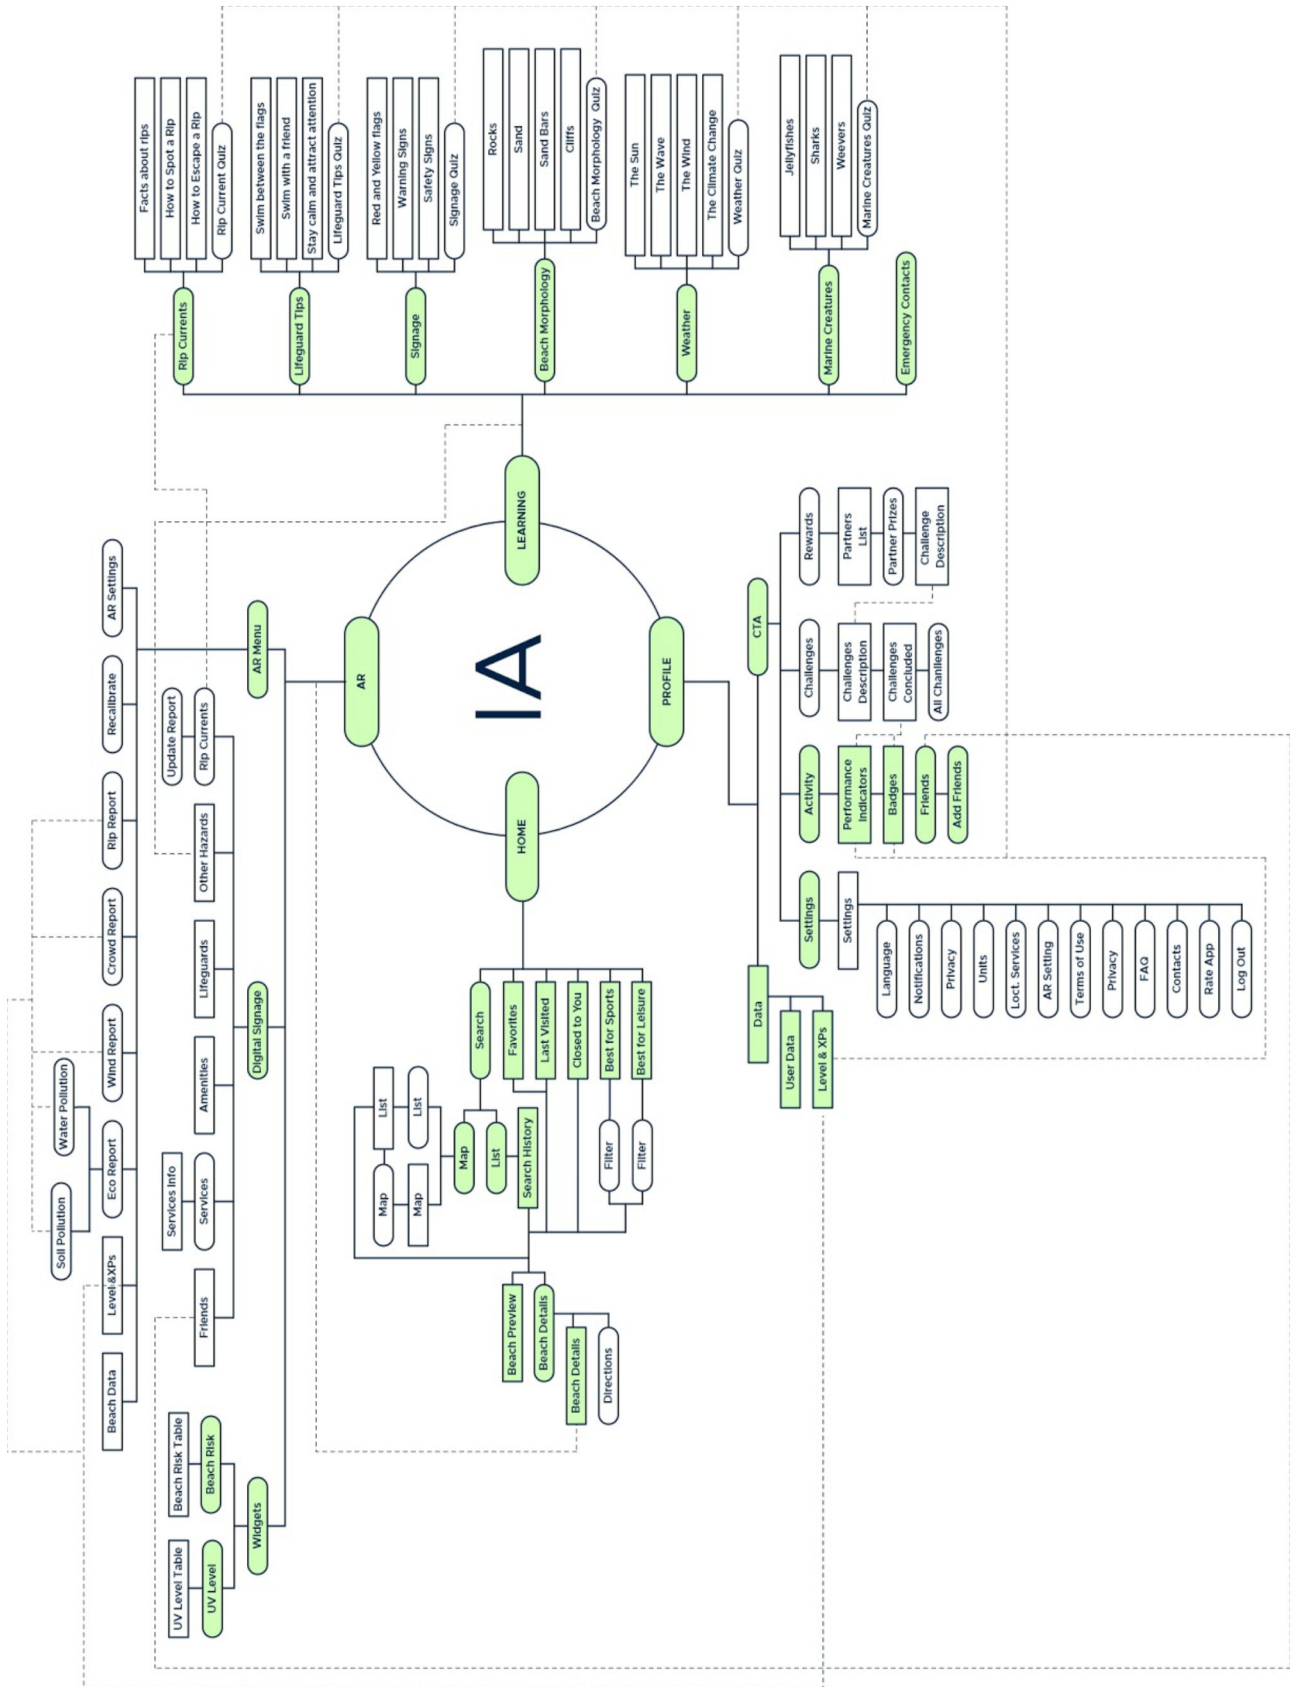 IA
HOME
AR
LEARNING
PROFILE
AR Menu
Beach Data
Level &XPs
Eco Report
Soil Pollution
Water Pollution
Wind Report
Crowd Report
Rip Report
Recalibrate
AR Settings
Digital Signage
Friends
Services Info
Services
Amenities
Lifeguards
Other Hazards
Update Report
Rip Currents
Widgets
UV Level Table
UV Level
Beach Risk Table
Beach Risk
Rip Currents
Facts about rips
How to Spot a Rip
How to Escape a Rip
Rip Current Quiz
Lifeguard Tips
Swim between the flags
Swim with a friend
Stay calm and attract attention
Lifeguard Tips Quiz
Signage
Red and Yellow flags
Warning Signs
Safety Signs
Signage Quiz
Beach Morphology
Rocks
Sand
Sand Bars
Cliffs
Beach Morphology Quiz
Weather
The Sun
The Wave
The Wind
The Climate Change
Weather Quiz
Marine Creatures
Jellyfishes
Sharks
Weevers
Marine Creatures Quiz
Emergency Contacts
Search
Favorites
Last Visited
Closed to You
Best for Sports
Best for Leisure
Map
List
Map
List
Map
List
Search History
Filter
Filter
Beach Preview
Beach Details
Beach Details
Directions
Data
User Data
Level & XPs
CTA
Settings
Settings
Language
Notifications
Privacy
Units
Loct. Services
AR Setting
Terms of Use
Privacy
FAQ
Contacts
Rate App
Log Out
Activity
Performance
Indicators
Badges
Friends
Add Friends
Challenges
Challenges
Description
Challenges
Concluded
All Chanllenges
Rewards
Partners
List
Partner Prizes
Challenge
Description